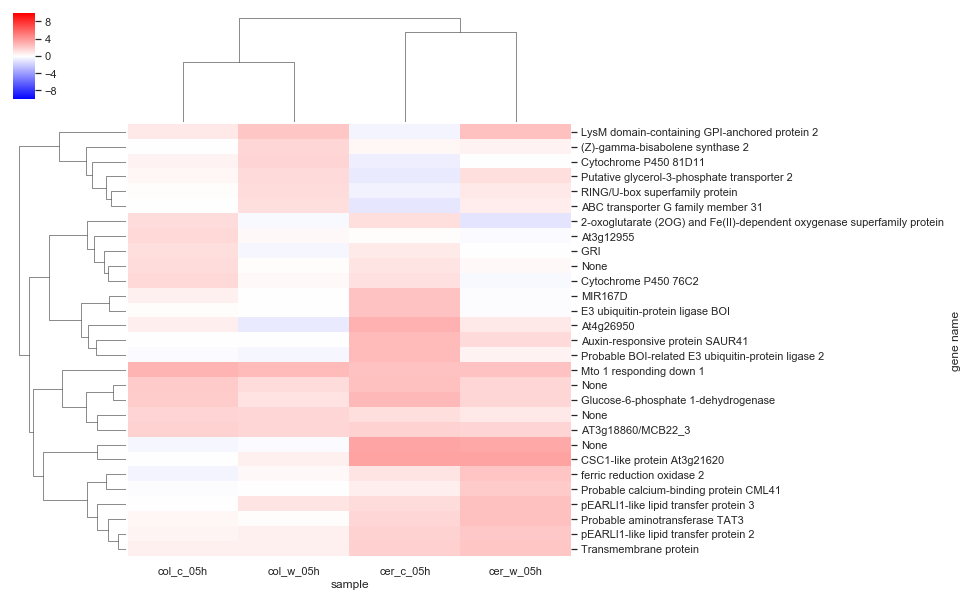 8
4
0
−4
−8
LysM domain-containing GPI-anchored protein 2
(Z)-gamma-bisabolene synthase 2
Cytochrome P450 81D11
Putative glycerol-3-phosphate transporter 2
RING/U-box superfamily protein
ABC transporter G family member 31
2-oxoglutarate (2OG) and Fe(II)-dependent oxygenase superfamily protein
At3g12955
GRI
None
Cytochrome P450 76C2
MIR167D
E3 ubiquitin-protein ligase BOI
At4g26950
Auxin-responsive protein SAUR41
Probable BOI-related E3 ubiquitin-protein ligase 2
Mto 1 responding down 1
None
Glucose-6-phosphate 1-dehydrogenase
None
AT3g18860/MCB22_3
None
CSC1-like protein At3g21620
ferric reduction oxidase 2
Probable calcium-binding protein CML41
pEARLI1-like lipid transfer protein 3
Probable aminotransferase TAT3
pEARLI1-like lipid transfer protein 2
Transmembrane protein
gene name
col_c_05h col_w_05h cer_c_05h cer_w_05h
sample